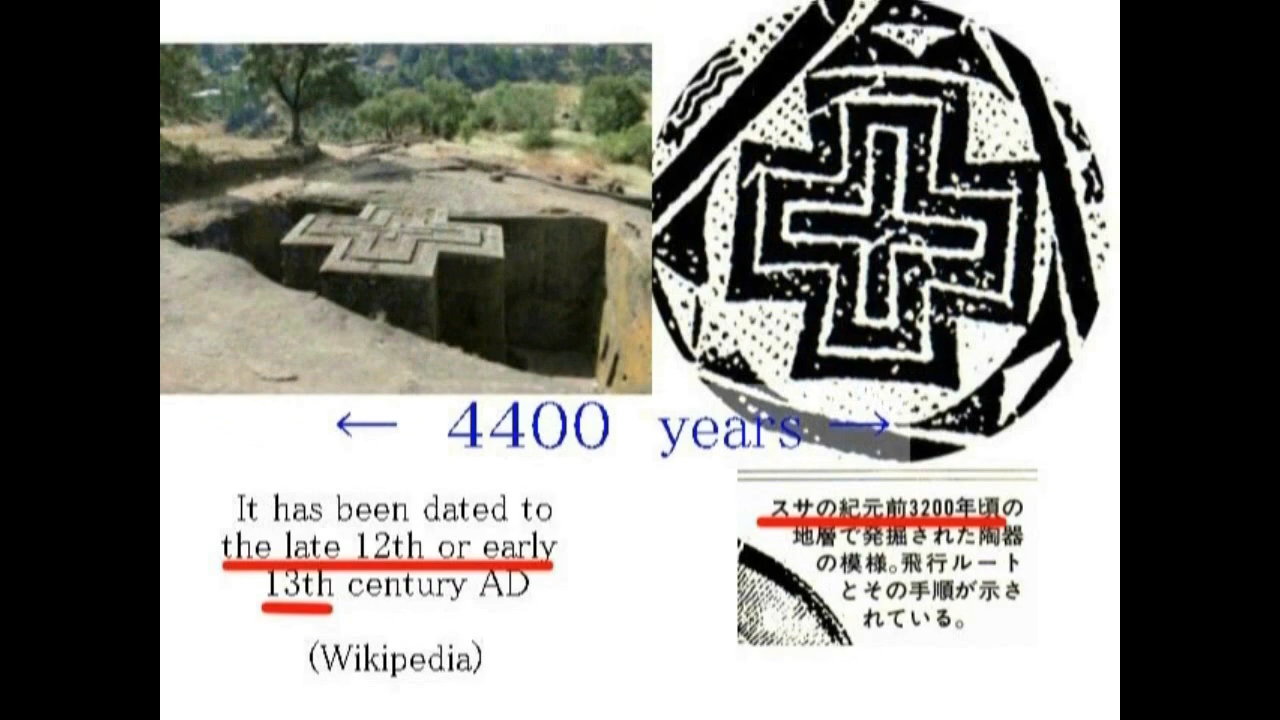 ← 4400 years →
It has been dated to
the late 12th or early
13th century AD
(Wikipedia)
スサの紀元前3200年頃の
地層で発掘された陶器
の模様。飛行ルート
とその手順が示さ
れている。